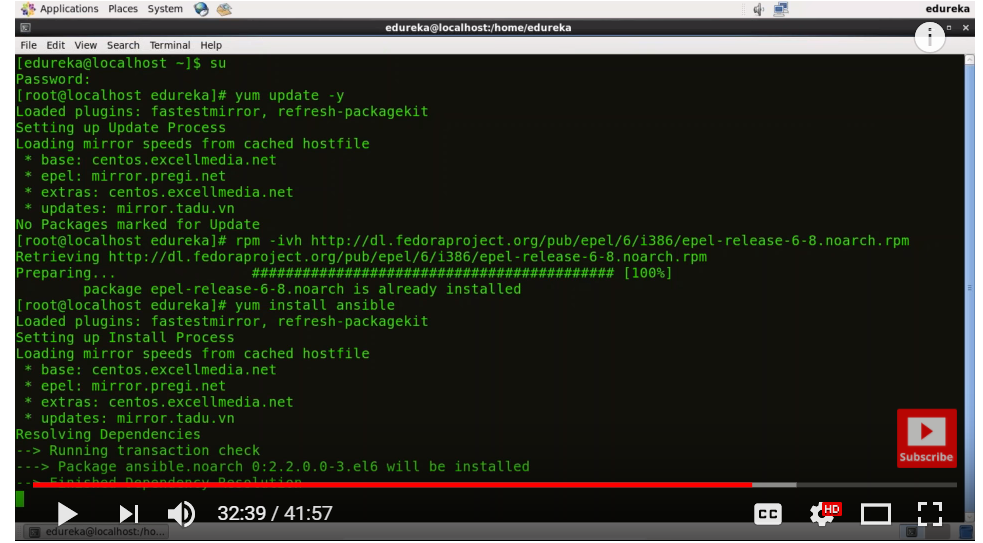 Applications Places System edureka
edureka@localhost:/home/edureka
File Edit View Search Terminal Help
[edureka@localhost ~]$ su
Password:
[root@localhost edureka]# yum update -y
Loaded plugins: fastestmirror, refresh-packagekit
Setting up Update Process
Loading mirror speeds from cached hostfile
 * base: centos.excellmedia.net
 * epel: mirror.pregi.net
 * extras: centos.excellmedia.net
 * updates: mirror.tadu.vn
No Packages marked for Update
[root@localhost edureka]# rpm -ivh http://dl.fedoraproject.org/pub/epel/6/i386/epel-release-6-8.noarch.rpm
Retrieving http://dl.fedoraproject.org/pub/epel/6/i386/epel-release-6-8.noarch.rpm
Preparing... ########################################### [100%]
package epel-release-6-8.noarch is already installed
[root@localhost edureka]# yum install ansible
Loaded plugins: fastestmirror, refresh-packagekit
Setting up Install Process
Loading mirror speeds from cached hostfile
 * base: centos.excellmedia.net
 * epel: mirror.pregi.net
 * extras: centos.excellmedia.net
 * updates: mirror.tadu.vn
Resolving Dependencies
--> Running transaction check
---> Package ansible.noarch 0:2.2.0.0-3.el6 will be installed
--> Finished Dependency Resolution
Subscribe
32:39 / 41:57 CC HD
edureka@localhost:/ho...